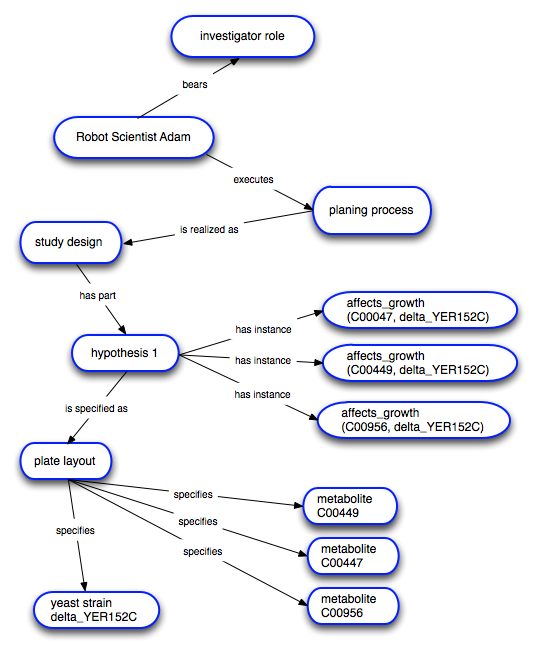 investigator role
bears
Robot Scientist Adam
executes
planing process
is realized as
study design
has part
affects_growth
(C00047, delta_YER152C)
has instance
hypothesis 1
has instance
affects_growth
(C00449, delta_YER152C)
has instance
affects_growth
(C00956, delta_YER152C)
is specified as
plate layout
specifies
metabolite
C00449
specifies
specifies
metabolite
C00447
specifies
yeast strain
delta_YER152C
metabolite
C00956